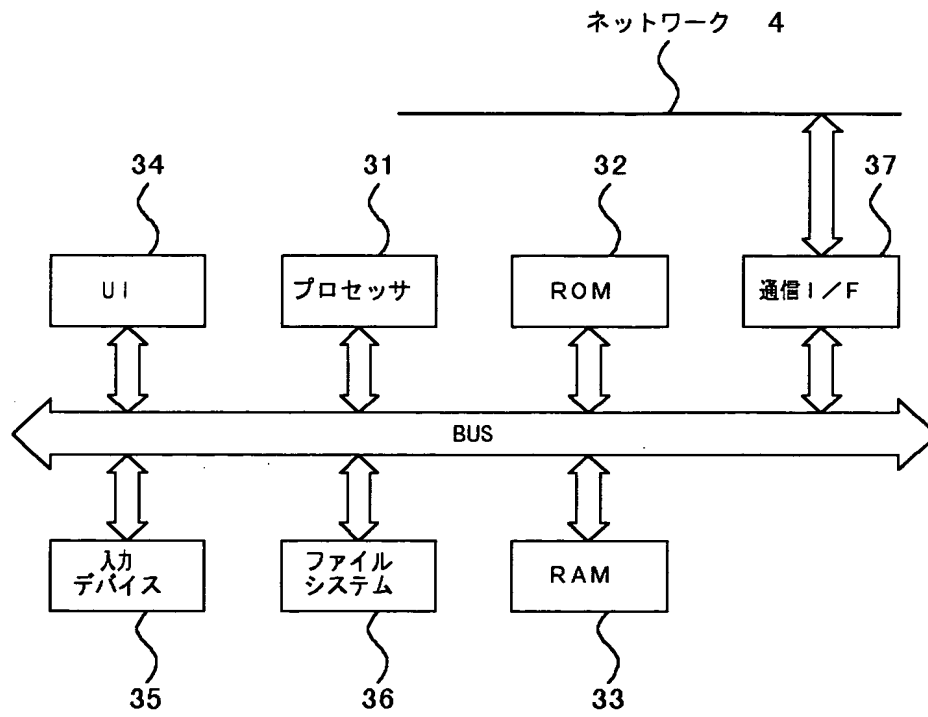 ネットワーク 4
34
31
32
37
UI
プロセッサ
ROM
通信I/F
BUS
入力
デバイス
ファイル
システム
RAM
35
36
33